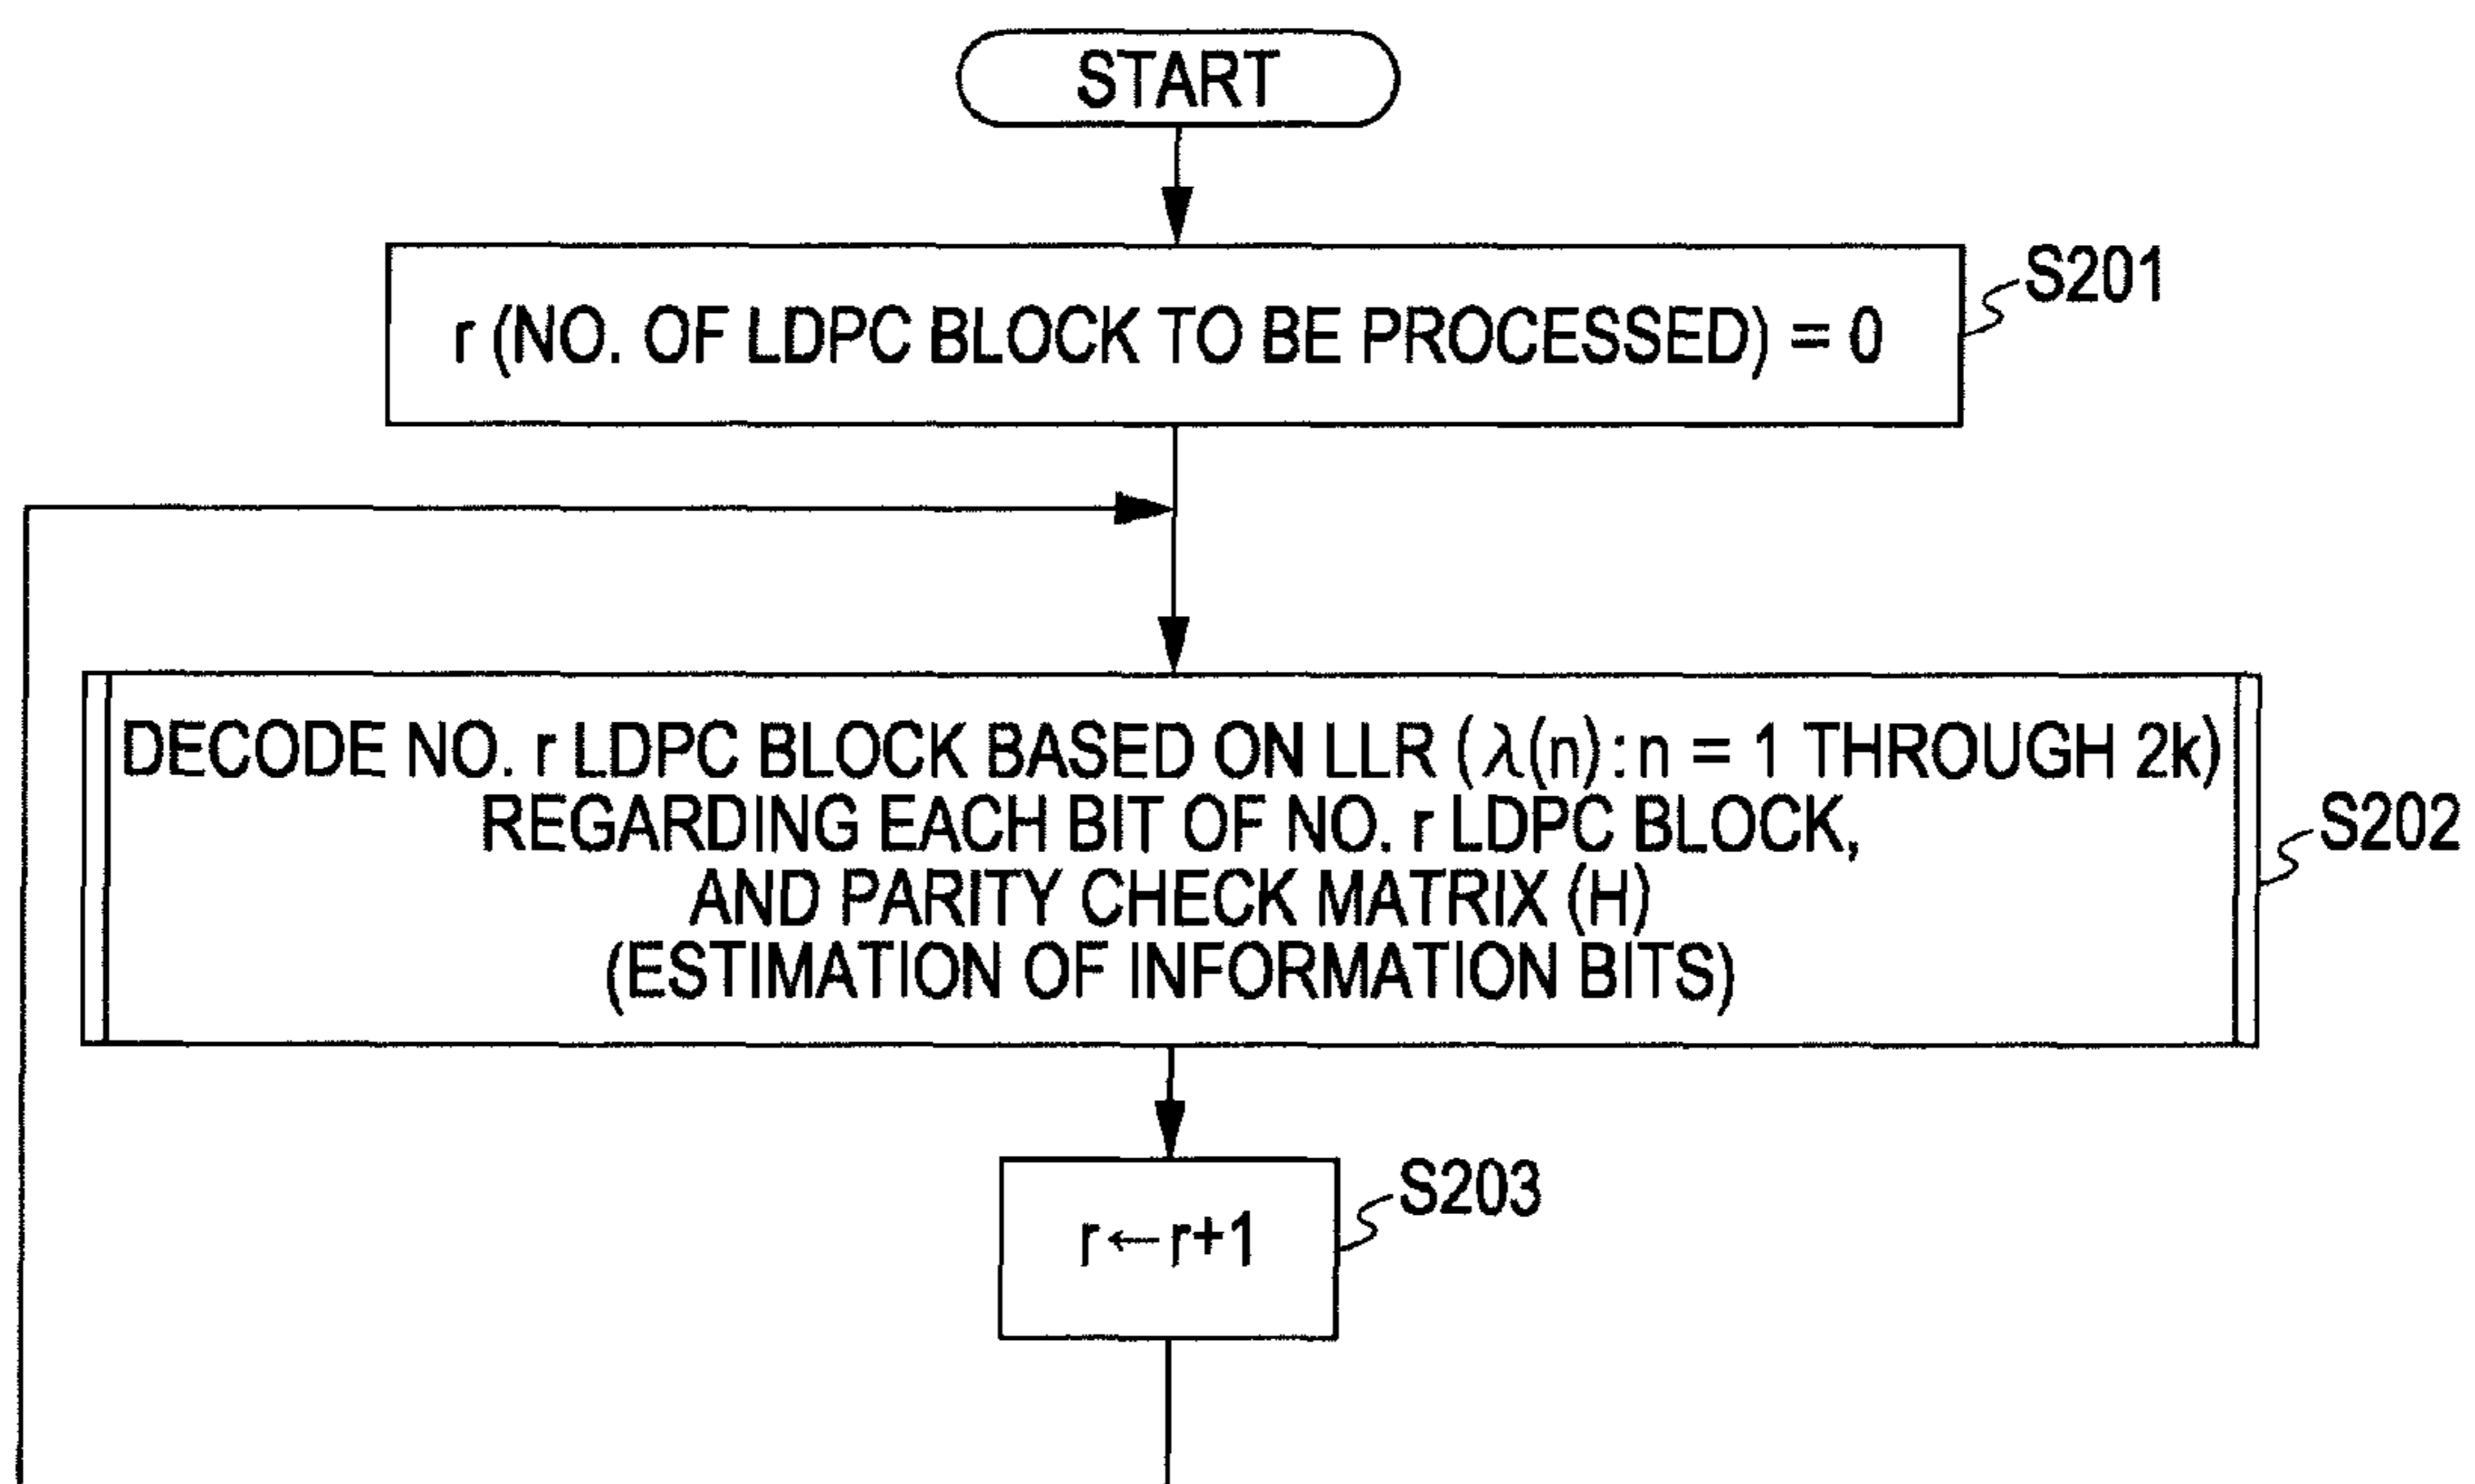 START
r (NO. OF LDPC BLOCK TO BE PROCESSED) = 0
S201
DECODE NO. r LDPC BLOCK BASED ON LLR (λ(n) : n = 1 THROUGH 2k)
REGARDING EACH BIT OF NO. r LDPC BLOCK,
AND PARITY CHECK MATRIX (H)
(ESTIMATION OF INFORMATION BITS)
S202
r←r+1
S203